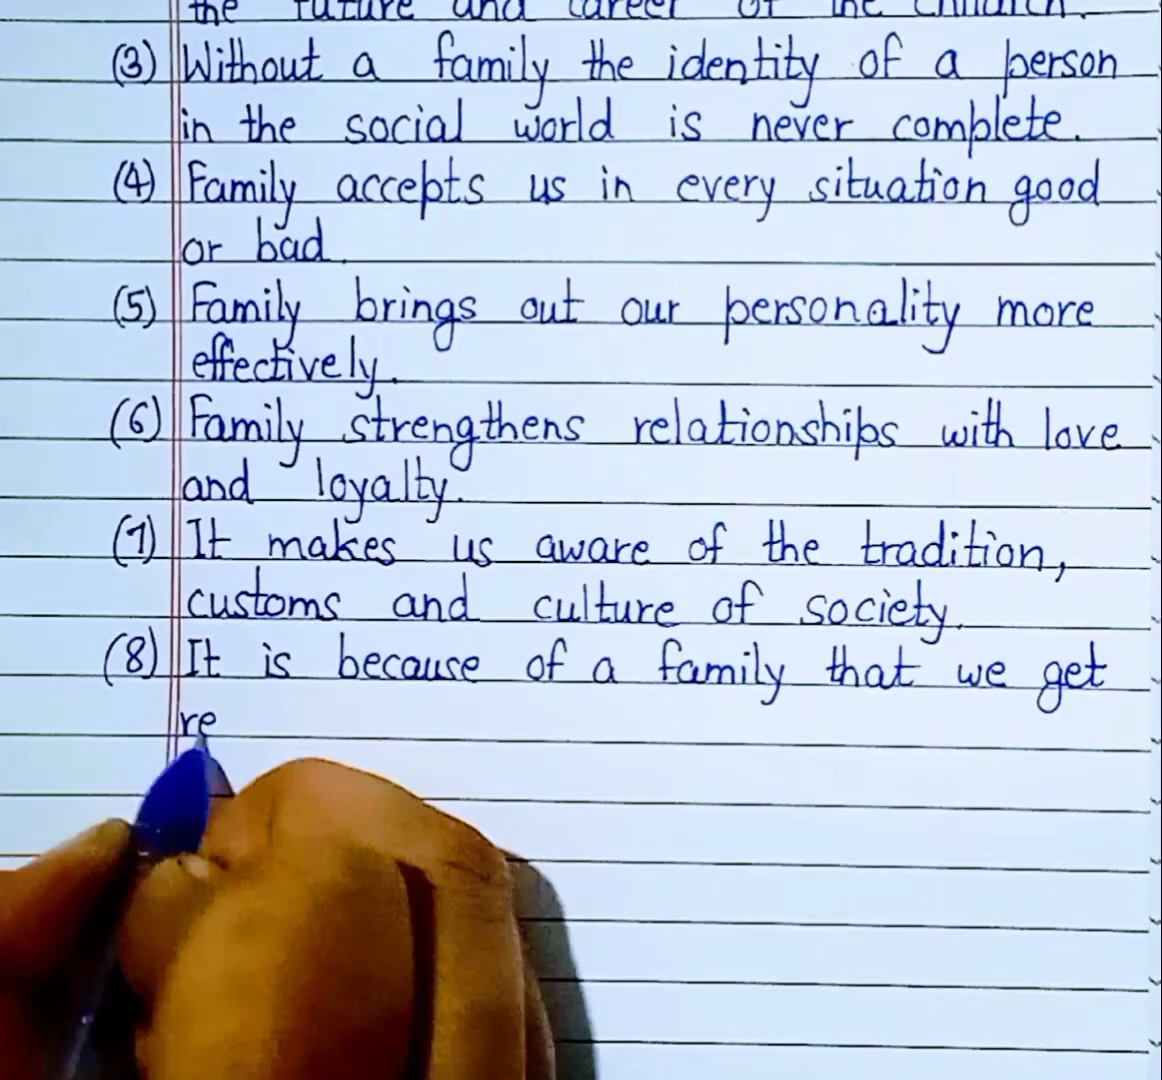 the future and career of the children.
(3) Without a family the identity of a person
in the social world is never complete.
(4) Family accepts us in every situation good
or bad.
(5) Family brings out our personality more
effectively.
(6) Family strengthens relationships with love
and loyalty.
(7) It makes us aware of the tradition,
customs and culture of society.
(8) It is because of a family that we get
re